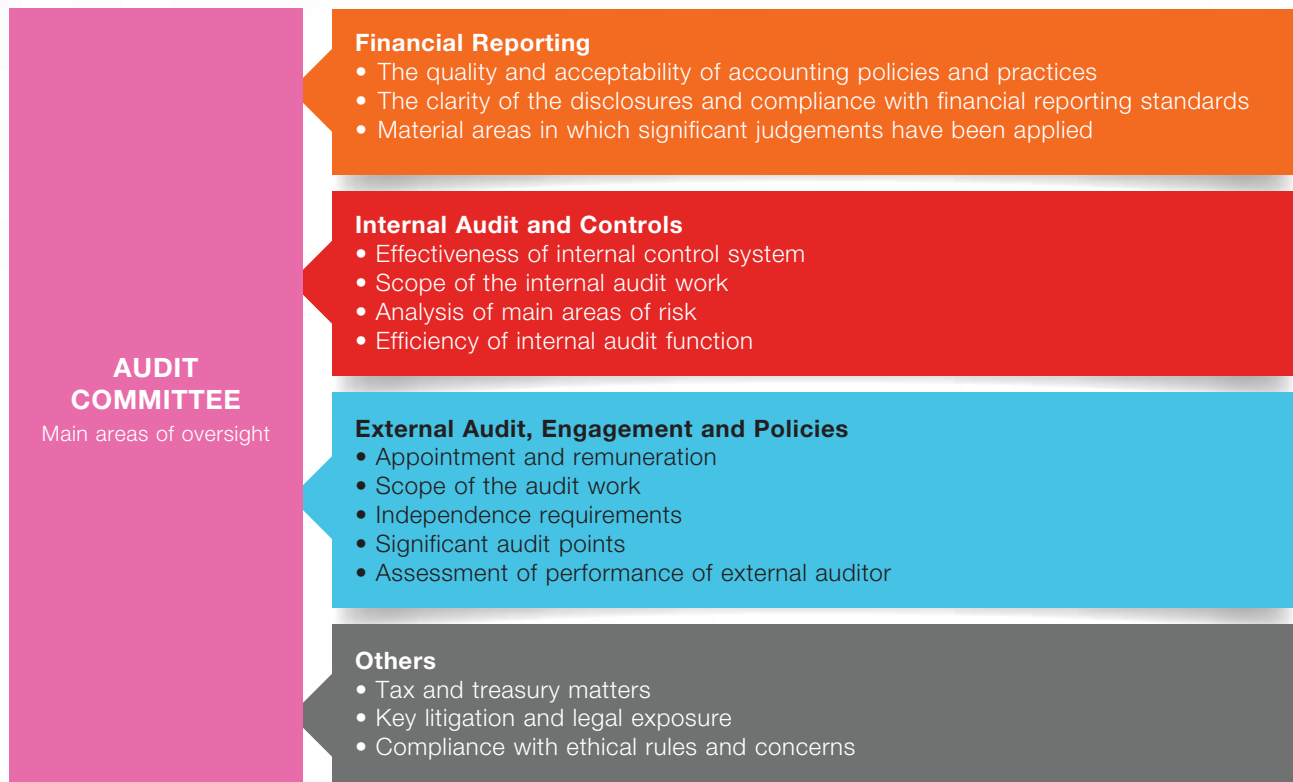 AUDIT
COMMITTEE
Main areas of oversight
Financial Reporting
• The quality and acceptability of accounting policies and practices
• The clarity of the disclosures and compliance with financial reporting standards
• Material areas in which significant judgements have been applied
Internal Audit and Controls
• Effectiveness of internal control system
• Scope of the internal audit work
• Analysis of main areas of risk
• Efficiency of internal audit function
External Audit, Engagement and Policies
• Appointment and remuneration
• Scope of the audit work
• Independence requirements
• Significant audit points
• Assessment of performance of external auditor
Others
• Tax and treasury matters
• Key litigation and legal exposure
• Compliance with ethical rules and concerns